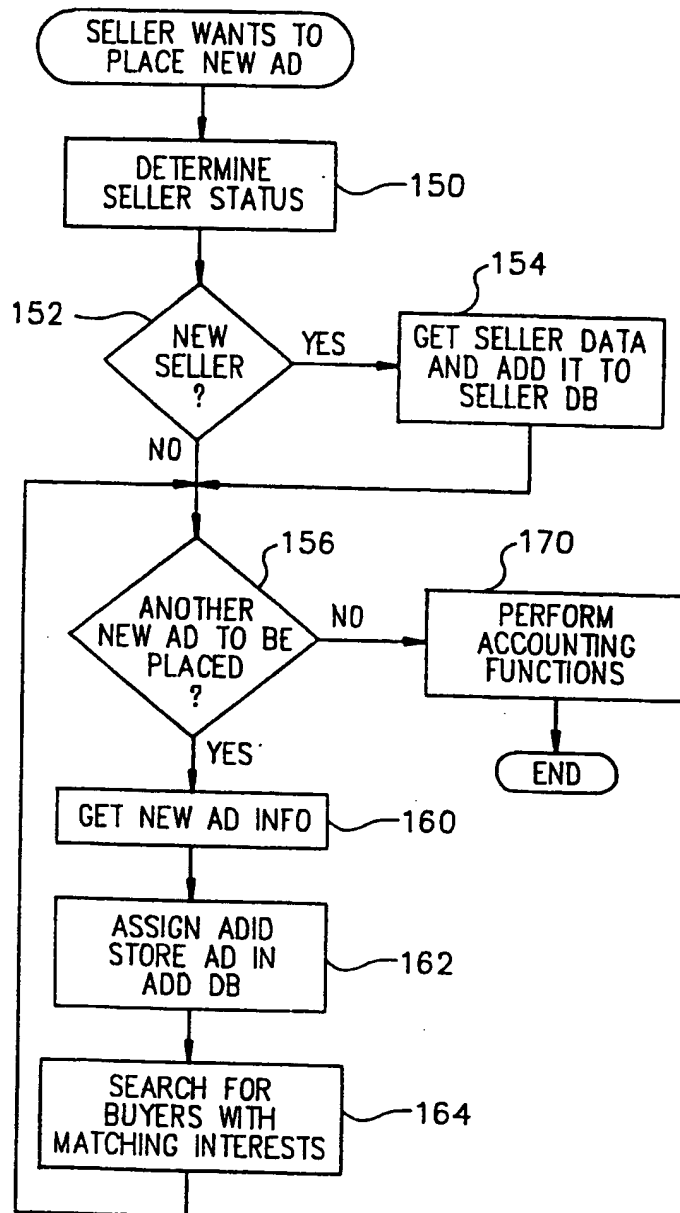 SELLER WANTS TO
PLACE NEW AD
DETERMINE
SELLER STATUS
150
152
NEW
SELLER
?
YES
NO
154
GET SELLER DATA
AND ADD IT TO
SELLER DB
156
ANOTHER
NEW AD TO BE
PLACED
?
NO
YES
170
PERFORM
ACCOUNTING
FUNCTIONS
END
GET NEW AD INFO
160
ASSIGN ADID
STORE AD IN
ADD DB
162
SEARCH FOR
BUYERS WITH
MATCHING INTERESTS
164